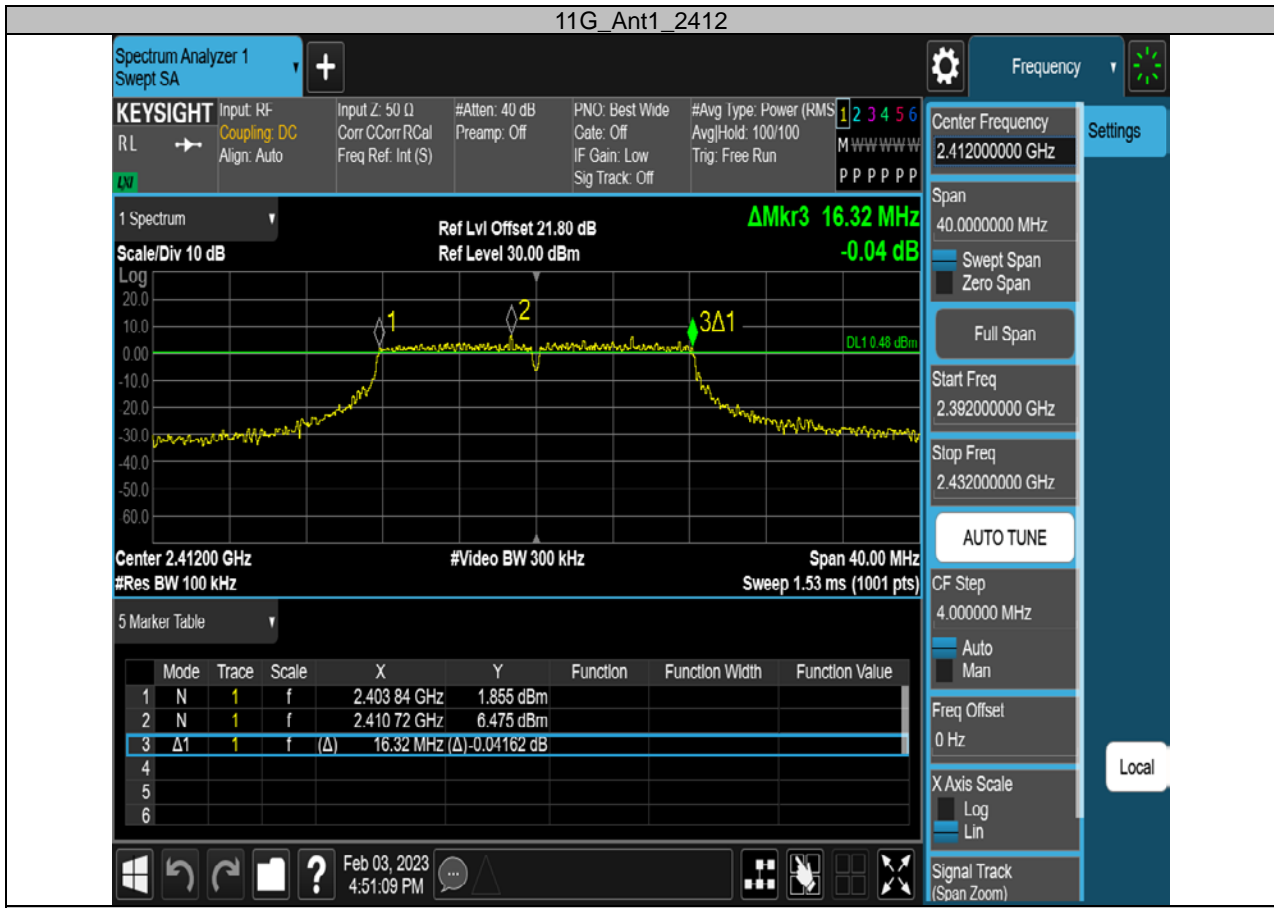 11G_Ant1_2412
Spectrum Analyzer 1
Swept SA
+
Frequency
KEYSIGHT
RL
LXI
Input: RF
Coupling: DC
Align: Auto
Input Z: 50 Ω
Corr CCorr RCal
Freq Ref: Int (S)
#Atten: 40 dB
Preamp: Off
PNO: Best Wide
Gate: Off
IF Gain: Low
Sig Track: Off
#Avg Type: Power (RMS
Avg|Hold: 100/100
Trig: Free Run
1 2 3 4 5 6
M W W W W W
P P P P P P
1 Spectrum
Scale/Div 10 dB
Ref Lvl Offset 21.80 dB
Ref Level 30.00 dBm
ΔMkr3 16.32 MHz
-0.04 dB
Log
20.0
10.0
0.00
-10.0
-20.0
-30.0
-40.0
-50.0
-60.0
1
2
3Δ1
DL1 0.48 dBm
Center 2.41200 GHz
#Video BW 300 kHz
Span 40.00 MHz
#Res BW 100 kHz
Sweep 1.53 ms (1001 pts)
5 Marker Table
Mode Trace Scale X Y Function Function Width Function Value
1 N 1 f 2.403 84 GHz 1.855 dBm
2 N 1 f 2.410 72 GHz 6.475 dBm
3 Δ1 1 f (Δ) 16.32 MHz (Δ) -0.04162 dB
4
5
6
Feb 03, 2023
4:51:09 PM
?
Center Frequency
2.412000000 GHz
Settings
Span
40.0000000 MHz
Swept Span
Zero Span
Full Span
Start Freq
2.392000000 GHz
Stop Freq
2.432000000 GHz
AUTO TUNE
CF Step
4.000000 MHz
Auto
Man
Freq Offset
0 Hz
X Axis Scale
Log
Lin
Local
Signal Track
(Span Zoom)